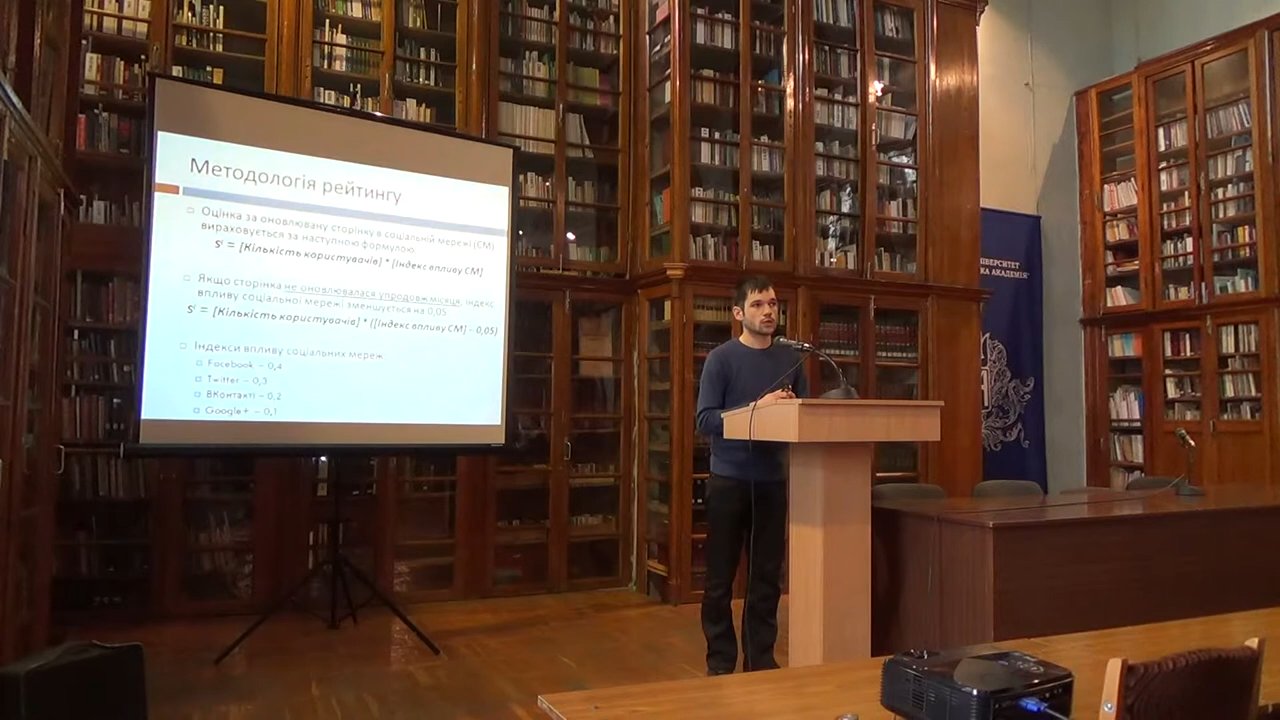 Методологія рейтингу
Оцінка за оновлювану сторінку в соціальній мережі (СМ)
вираховується за наступною формулою
sᶦ = [Кількість користувачів] * [Індекс впливу СМ]
Якщо сторінка не оновлювалася упродовж місяця, індекс
впливу соціальної мережі зменшується на 0,05
sᶦ = [Кількість користувачів] * ([Індекс впливу СМ] – 0,05)
Індекси впливу соціальних мереж
Facebook – 0,4
Twitter – 0,3
ВКонтакті – 0,2
Google+ – 0,1
ІВЕРСИТЕТ
КА АКАДЕМІЯ"